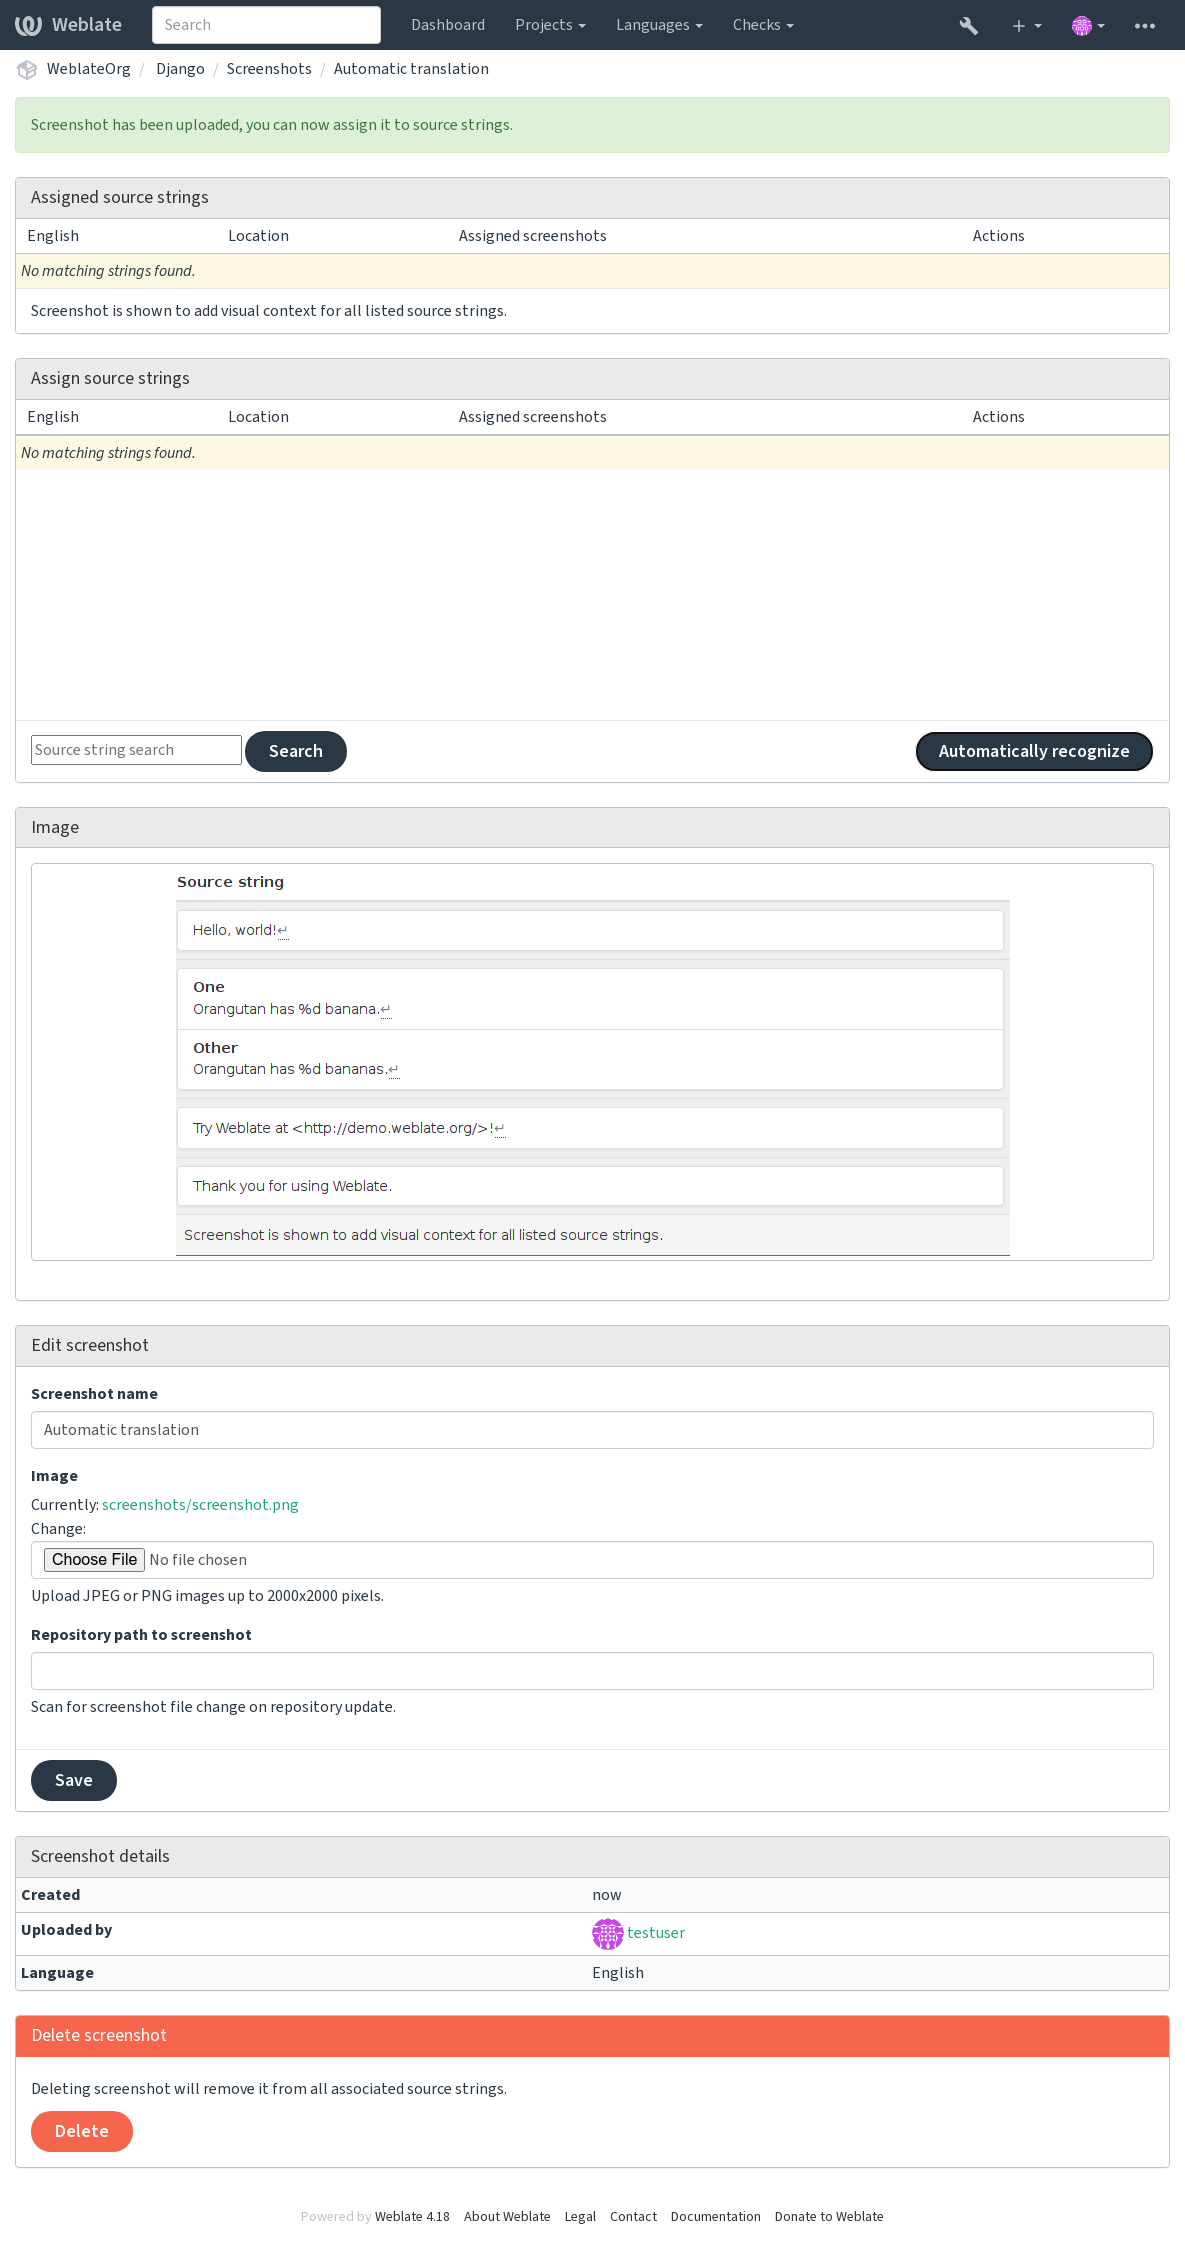 Weblate Search Dashboard Projects Languages Checks
WeblateOrg / Django / Screenshots / Automatic translation
Screenshot has been uploaded, you can now assign it to source strings.
Assigned source strings
English Location Assigned screenshots Actions
No matching strings found.
Screenshot is shown to add visual context for all listed source strings.
Assign source strings
English Location Assigned screenshots Actions
No matching strings found.
Source string search Search Automatically recognize
Image
Source string
Hello, world!↵
One
Orangutan has %d banana.↵
Other
Orangutan has %d bananas.↵
Try Weblate at <http://demo.weblate.org/>!↵
Thank you for using Weblate.
Screenshot is shown to add visual context for all listed source strings.
Edit screenshot
Screenshot name
Automatic translation
Image
Currently: screenshots/screenshot.png
Change:
Choose File No file chosen
Upload JPEG or PNG images up to 2000x2000 pixels.
Repository path to screenshot
Scan for screenshot file change on repository update.
Save
Screenshot details
Created now
Uploaded by testuser
Language English
Delete screenshot
Deleting screenshot will remove it from all associated source strings.
Delete
Powered by Weblate 4.18 About Weblate Legal Contact Documentation Donate to Weblate